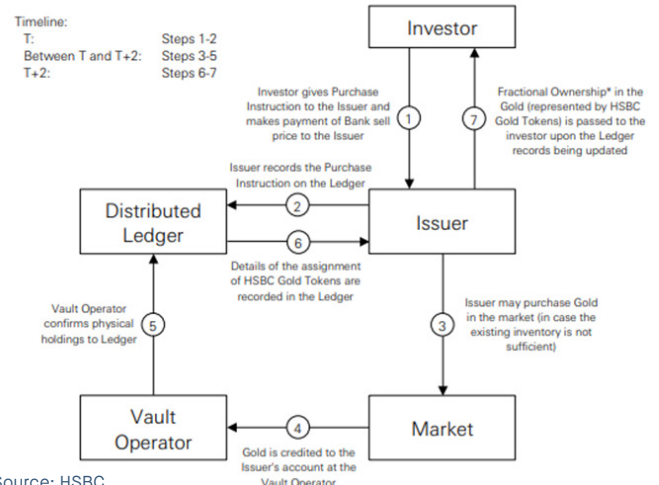 Timeline:
T: Steps 1-2
Between T and T+2: Steps 3-5
T+2: Steps 6-7
Investor
Investor gives Purchase
Instruction to the Issuer and
makes payment of Bank sell
price to the Issuer
1
7
Fractional Ownership* in the
Gold (represented by HSBC
Gold Tokens) is passed to the
investor upon the Ledger
records being updated
Issuer records the Purchase
Instruction on the Ledger
2
Distributed
Ledger
Issuer
6
Details of the assignment
of HSBC Gold Tokens are
recorded in the Ledger
Vault Operator
confirms physical
holdings to Ledger
5
3
Issuer may purchase Gold
in the market (in case the
existing inventory is not
sufficient)
Vault
Operator
4
Market
Gold is credited to the
Issuer's account at the
Vault Operator
Source: HSBC